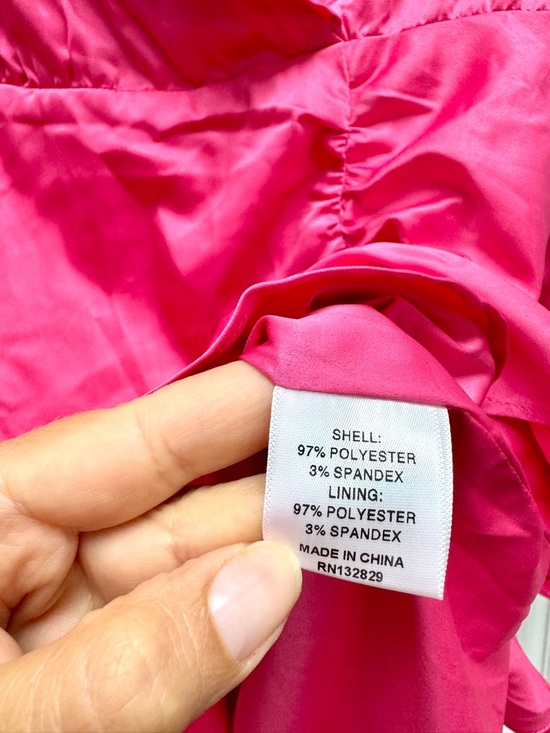 SHELL:
97% POLYESTER
3% SPANDEX
LINING:
97% POLYESTER
3% SPANDEX
MADE IN CHINA
RN132829